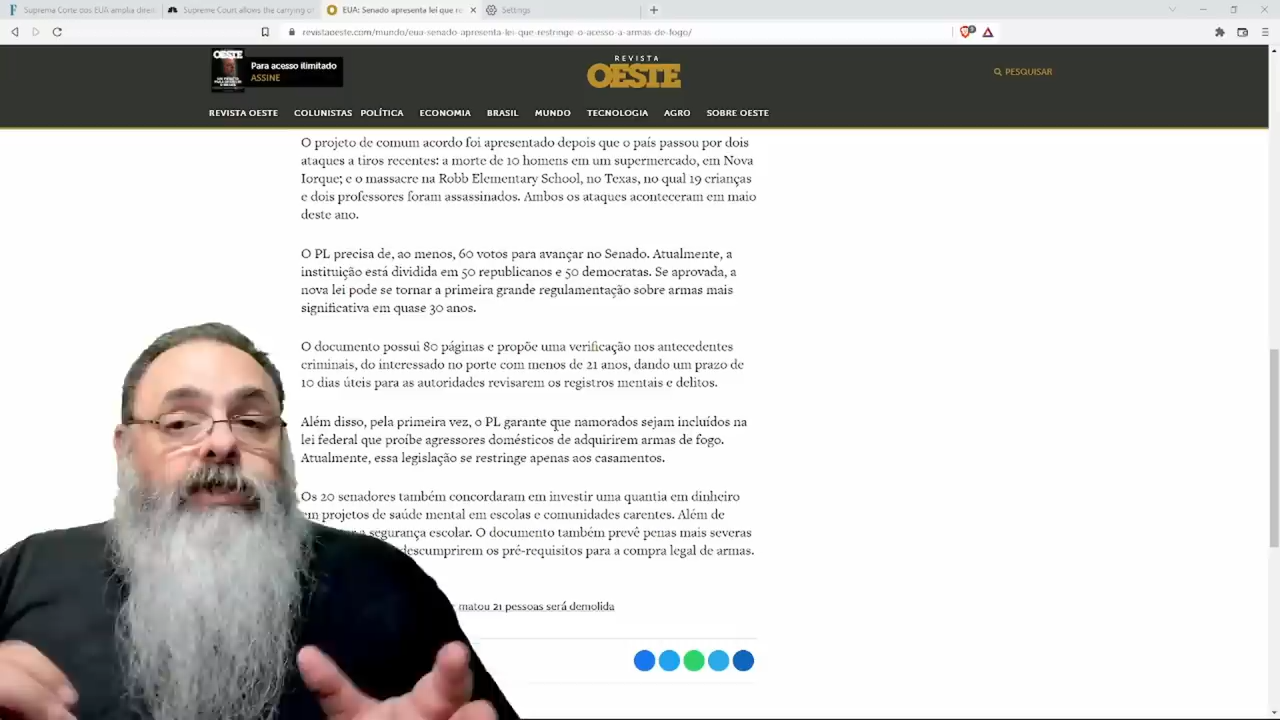 Suprema Corte dos EUA amplia direi
Supreme Court allows the carrying of
EUA: Senado apresenta lei que re
Settings
revistaoeste.com/mundo/eua-senado-apresenta-lei-que-restringe-o-acesso-a-armas-de-fogo/
OESTE
Para acesso ilimitado
ASSINE
REVISTA
OESTE
PESQUISAR
REVISTA OESTE COLUNISTAS POLÍTICA ECONOMIA BRASIL MUNDO TECNOLOGIA AGRO SOBRE OESTE
O projeto de comum acordo foi apresentado depois que o país passou por dois
ataques a tiros recentes: a morte de 10 homens em um supermercado, em Nova
Iorque; e o massacre na Robb Elementary School, no Texas, no qual 19 crianças
e dois professores foram assassinados. Ambos os ataques aconteceram em maio
deste ano.
O PL precisa de, ao menos, 60 votos para avançar no Senado. Atualmente, a
instituição está dividida em 50 republicanos e 50 democratas. Se aprovada, a
nova lei pode se tornar a primeira grande regulamentação sobre armas mais
significativa em quase 30 anos.
O documento possui 80 páginas e propõe uma verificação nos antecedentes
criminais, do interessado no porte com menos de 21 anos, dando um prazo de
10 dias úteis para as autoridades revisarem os registros mentais e delitos.
Além disso, pela primeira vez, o PL garante que namorados sejam incluídos na
lei federal que proíbe agressores domésticos de adquirirem armas de fogo.
Atualmente, essa legislação se restringe apenas aos casamentos.
Os 20 senadores também concordaram em investir uma quantia em dinheiro
em projetos de saúde mental em escolas e comunidades carentes. Além de
a segurança escolar. O documento também prevê penas mais severas
descumprirem os pré-requisitos para a compra legal de armas.
matou 21 pessoas será demolida